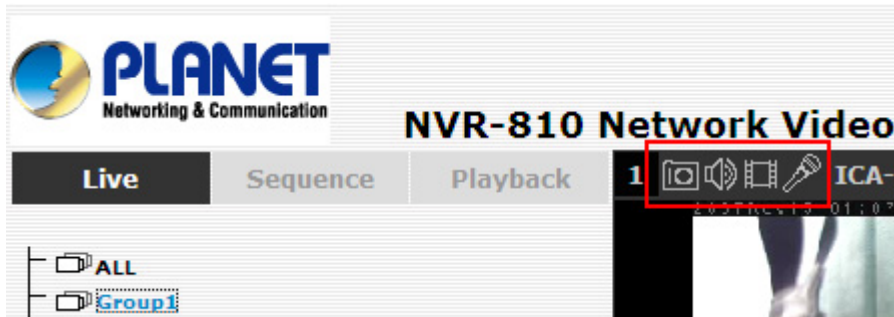 PLANET
Networking & Communication
NVR-810 Network Video
Live Sequence Playback 1 ICA-
ALL
Group1